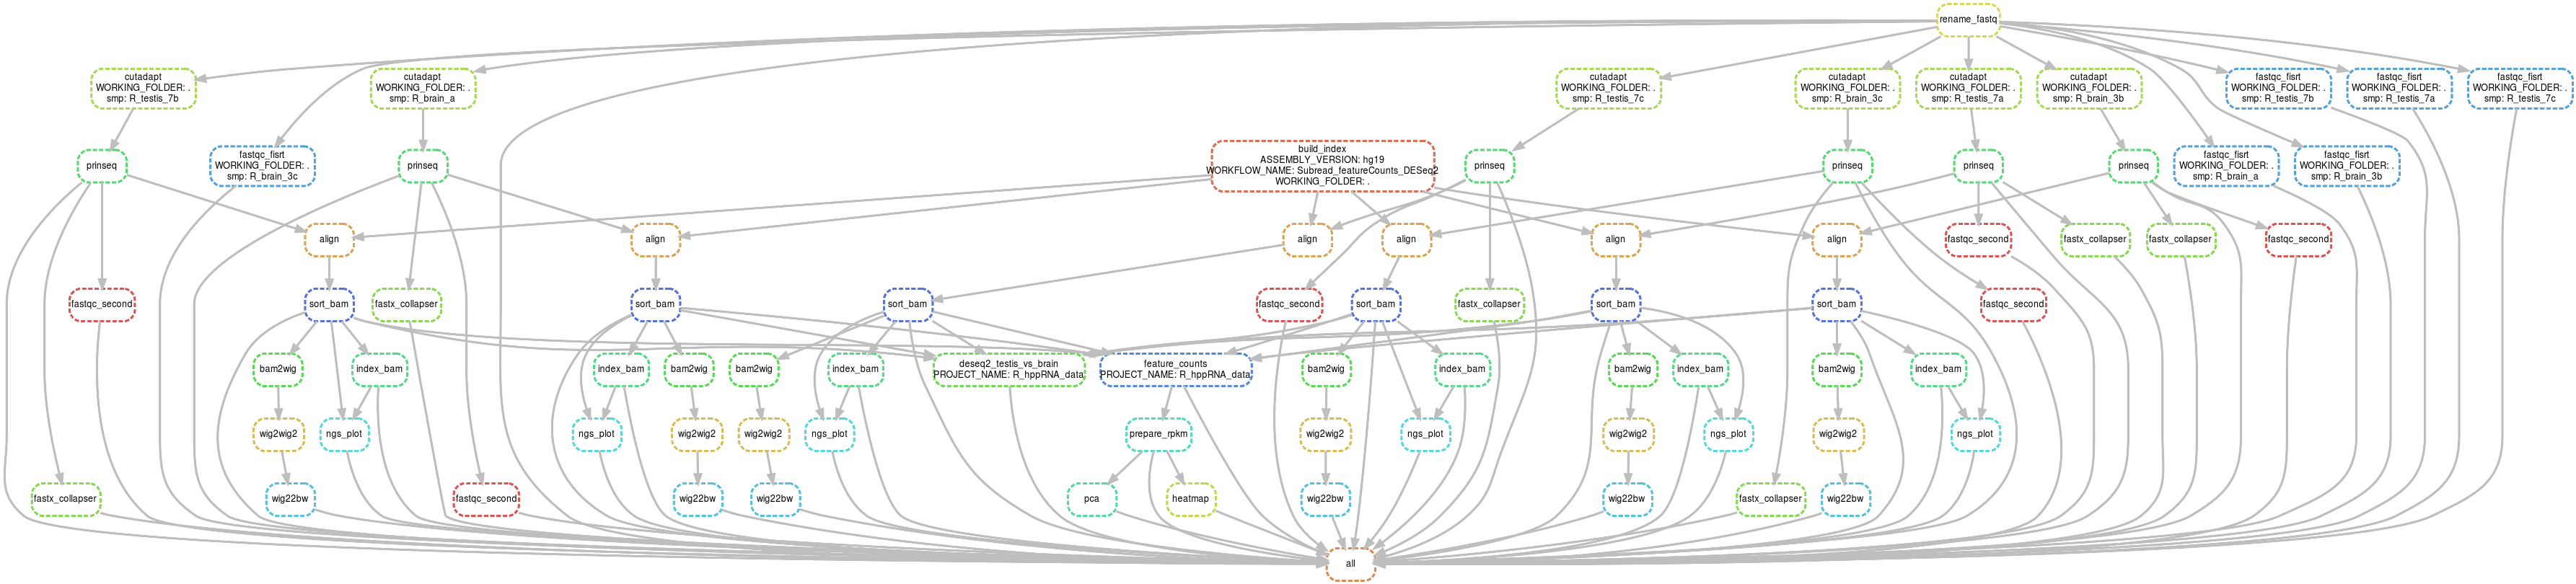 rename_fastq
cutadapt
WORKING_FOLDER: .
smp: R_testis_7b
cutadapt
WORKING_FOLDER: .
smp: R_brain_a
cutadapt
WORKING_FOLDER: .
smp: R_testis_7c
cutadapt
WORKING_FOLDER: .
smp: R_brain_3c
cutadapt
WORKING_FOLDER: .
smp: R_testis_7a
cutadapt
WORKING_FOLDER: .
smp: R_brain_3b
fastqc_fisrt
WORKING_FOLDER: .
smp: R_testis_7b
fastqc_fisrt
WORKING_FOLDER: .
smp: R_testis_7a
fastqc_fisrt
WORKING_FOLDER: .
smp: R_testis_7c
prinseq
fastqc_fisrt
WORKING_FOLDER: .
smp: R_brain_3c
prinseq
build_index
ASSEMBLY_VERSION: hg19
WORKFLOW_NAME: Subread_featureCounts_DESeq2
WORKING_FOLDER: .
prinseq
prinseq
prinseq
prinseq
fastqc_fisrt
WORKING_FOLDER: .
smp: R_brain_a
fastqc_fisrt
WORKING_FOLDER: .
smp: R_brain_3b
align
align
align
align
align
align
fastqc_second
fastx_collapser
fastx_collapser
fastqc_second
fastqc_second
sort_bam
fastx_collapser
sort_bam
sort_bam
fastqc_second
sort_bam
fastx_collapser
sort_bam
sort_bam
fastqc_second
bam2wig
index_bam
index_bam
bam2wig
bam2wig
index_bam
deseq2_testis_vs_brain
PROJECT_NAME: R_hppRNA_data
feature_counts
PROJECT_NAME: R_hppRNA_data
bam2wig
index_bam
bam2wig
index_bam
bam2wig
index_bam
wig2wig2
ngs_plot
ngs_plot
wig2wig2
wig2wig2
ngs_plot
prepare_rpkm
wig2wig2
ngs_plot
wig2wig2
ngs_plot
wig2wig2
ngs_plot
fastx_collapser
wig22bw
fastqc_second
wig22bw
wig22bw
pca
heatmap
wig22bw
wig22bw
fastx_collapser
wig22bw
all